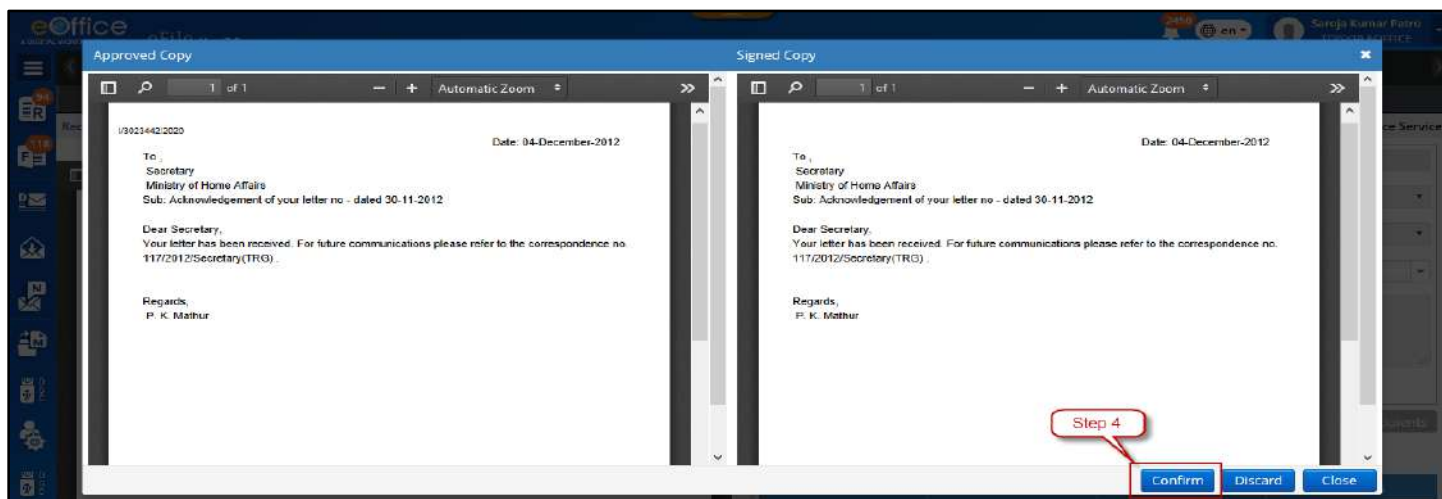 eOffice
2450
en
Saroja Kumar Patro
Approved Copy
Signed Copy
1 of 1
Automatic Zoom
1 of 1
Automatic Zoom
I/3023442/2020
Date: 04-December-2012
To ,
Secretary
Ministry of Home Affairs
Sub: Acknowledgement of your letter no - dated 30-11-2012
Dear Secretary,
Your letter has been received. For future communications please refer to the correspondence no.
117/2012/Secretary(TRG) .
Regards,
P. K. Mathur
Date: 04-December-2012
To ,
Secretary
Ministry of Home Affairs
Sub: Acknowledgement of your letter no - dated 30-11-2012
Dear Secretary,
Your letter has been received. For future communications please refer to the correspondence no.
117/2012/Secretary(TRG) .
Regards,
P. K. Mathur
Step 4
Confirm
Discard
Close